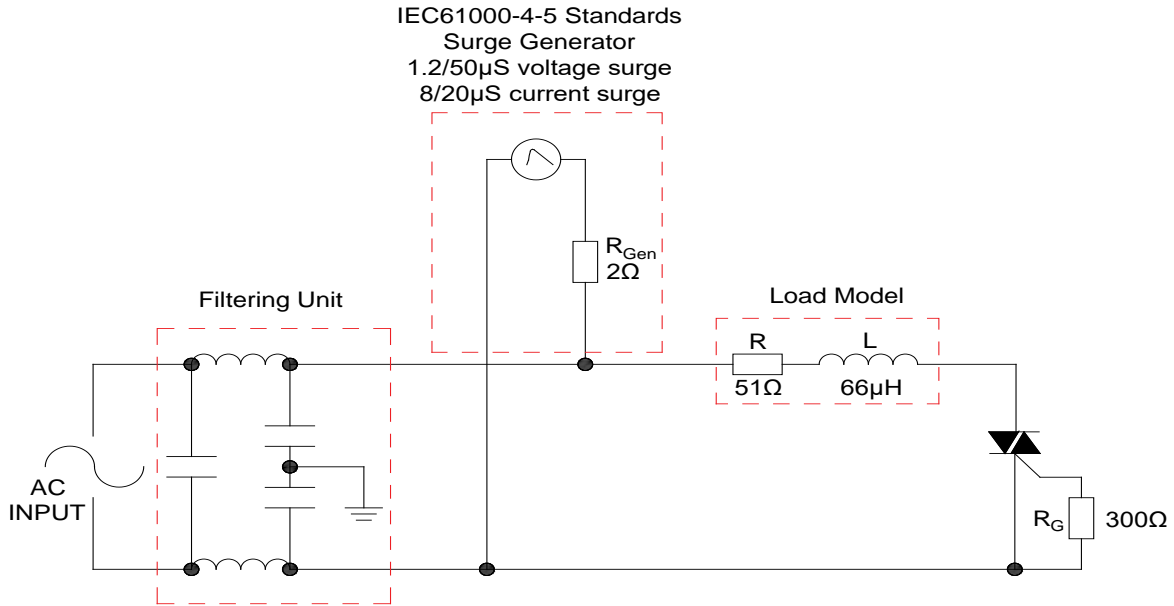 IEC61000-4-5 Standards
Surge Generator
1.2/50µS voltage surge
8/20µS current surge
RGen
2Ω
Filtering Unit
Load Model
R
L
51Ω
66µH
AC
INPUT
RG
300Ω